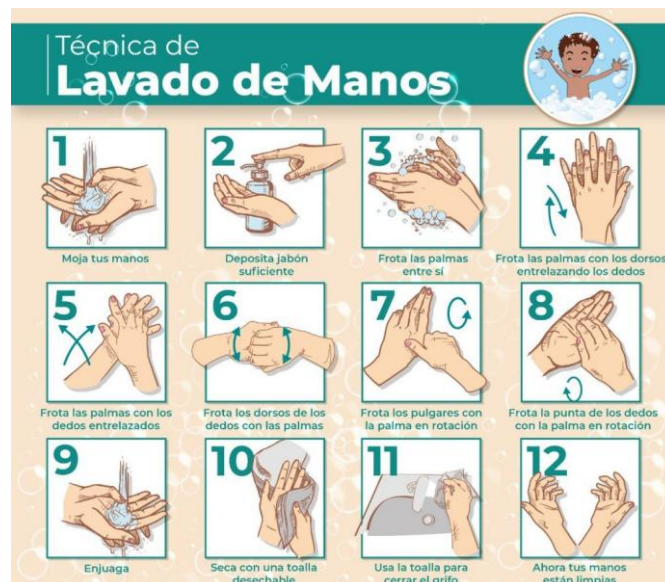 Técnica de
Lavado de Manos
1
Moja tus manos
2
Deposita jabón
suficiente
3
Frota las palmas
entre sí
4
Frota las palmas con los dorsos
entrelazando los dedos
5
Frota las palmas con los
dedos entrelazados
6
Frota los dorsos de los
dedos con las palmas
7
Frota los pulgares con
la palma en rotación
8
Frota la punta de los dedos
con la palma en rotación
9
Enjuaga
10
Seca con una toalla
desechable
11
Usa la toalla para
cerrar el grifo
12
Ahora tus manos
están limpias